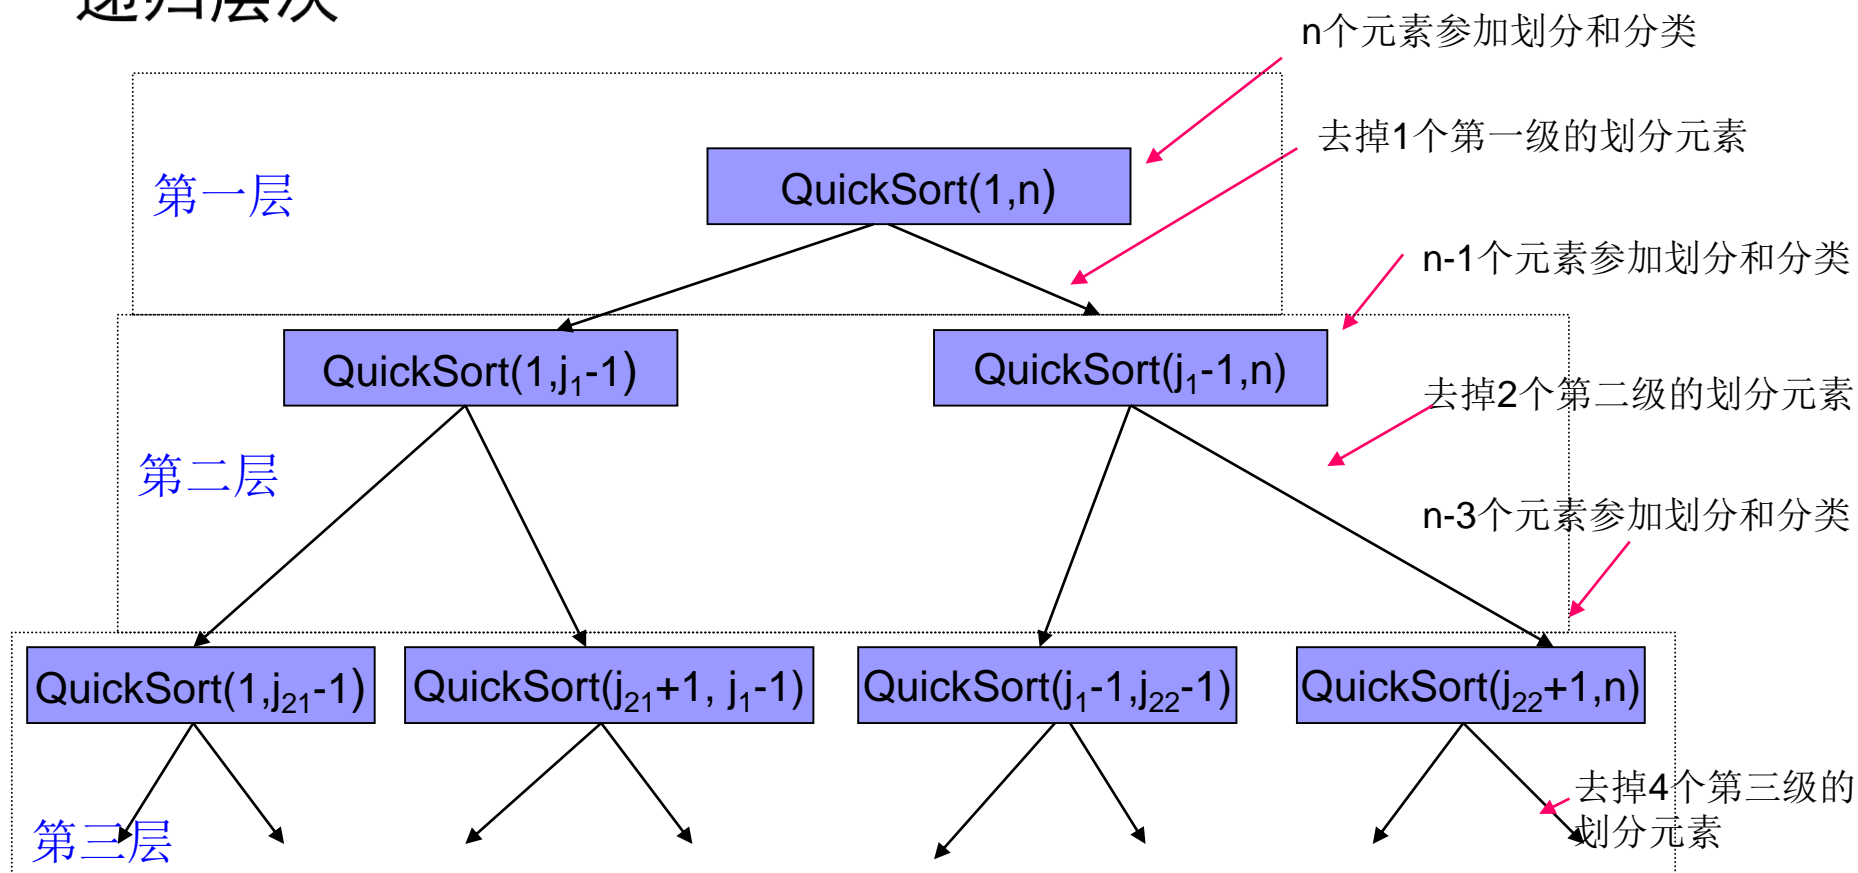 递归层次
n个元素参加划分和分类
去掉1个第一级的划分元素
第一层
QuickSort(1,n)
n-1个元素参加划分和分类
QuickSort(1,j₁-1)
QuickSort(j₁-1,n)
去掉2个第二级的划分元素
第二层
n-3个元素参加划分和分类
QuickSort(1,j₂₁-1)
QuickSort(j₂₁+1, j₁-1)
QuickSort(j₁-1,j₂₂-1)
QuickSort(j₂₂+1,n)
去掉4个第三级的
划分元素
第三层